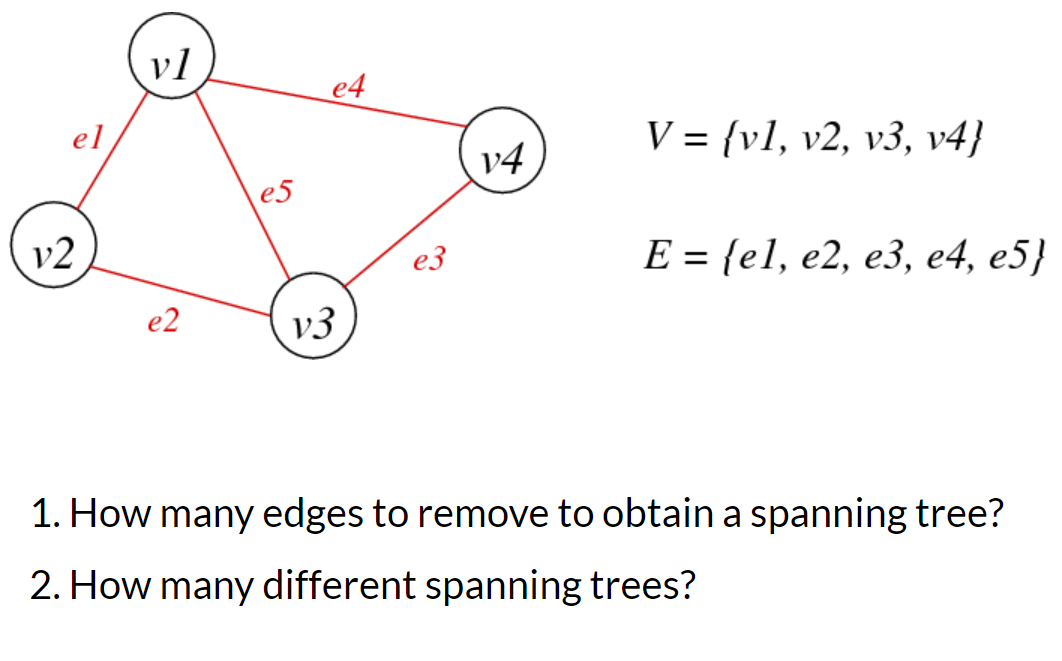 v1
e4
e1
v4
V = {v1, v2, v3, v4}
e5
v2
e3
E = {e1, e2, e3, e4, e5}
e2
v3
1. How many edges to remove to obtain a spanning tree?
2. How many different spanning trees?